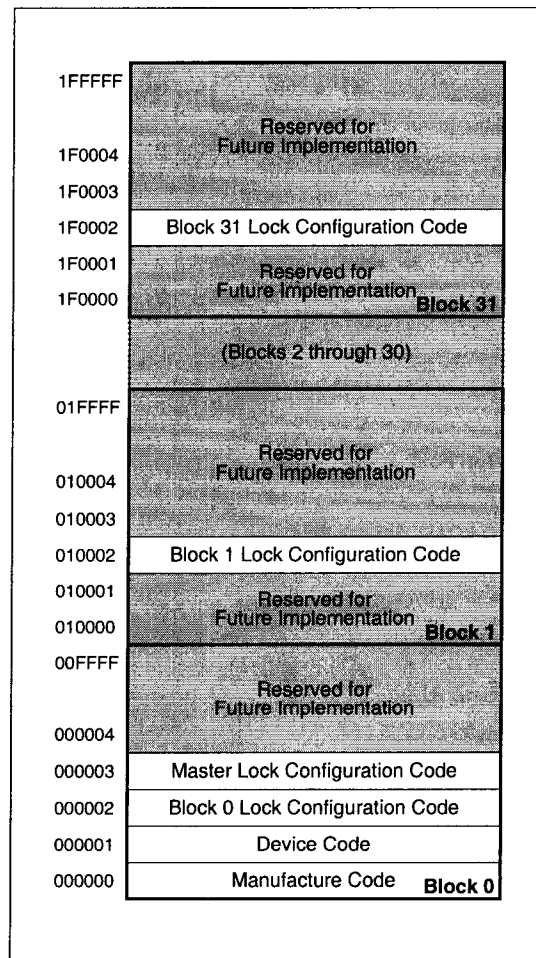 1FFFFF
Reserved for
Future Implementation
1F0004
1F0003
1F0002 Block 31 Lock Configuration Code
1F0001
Reserved for
Future Implementation
1F0000 Block 31
(Blocks 2 through 30)
01FFFF
Reserved for
Future Implementation
010004
010003
010002 Block 1 Lock Configuration Code
010001
Reserved for
Future Implementation
010000 Block 1
00FFFF
Reserved for
Future Implementation
000004
000003 Master Lock Configuration Code
000002 Block 0 Lock Configuration Code
000001 Device Code
000000 Manufacture Code Block 0